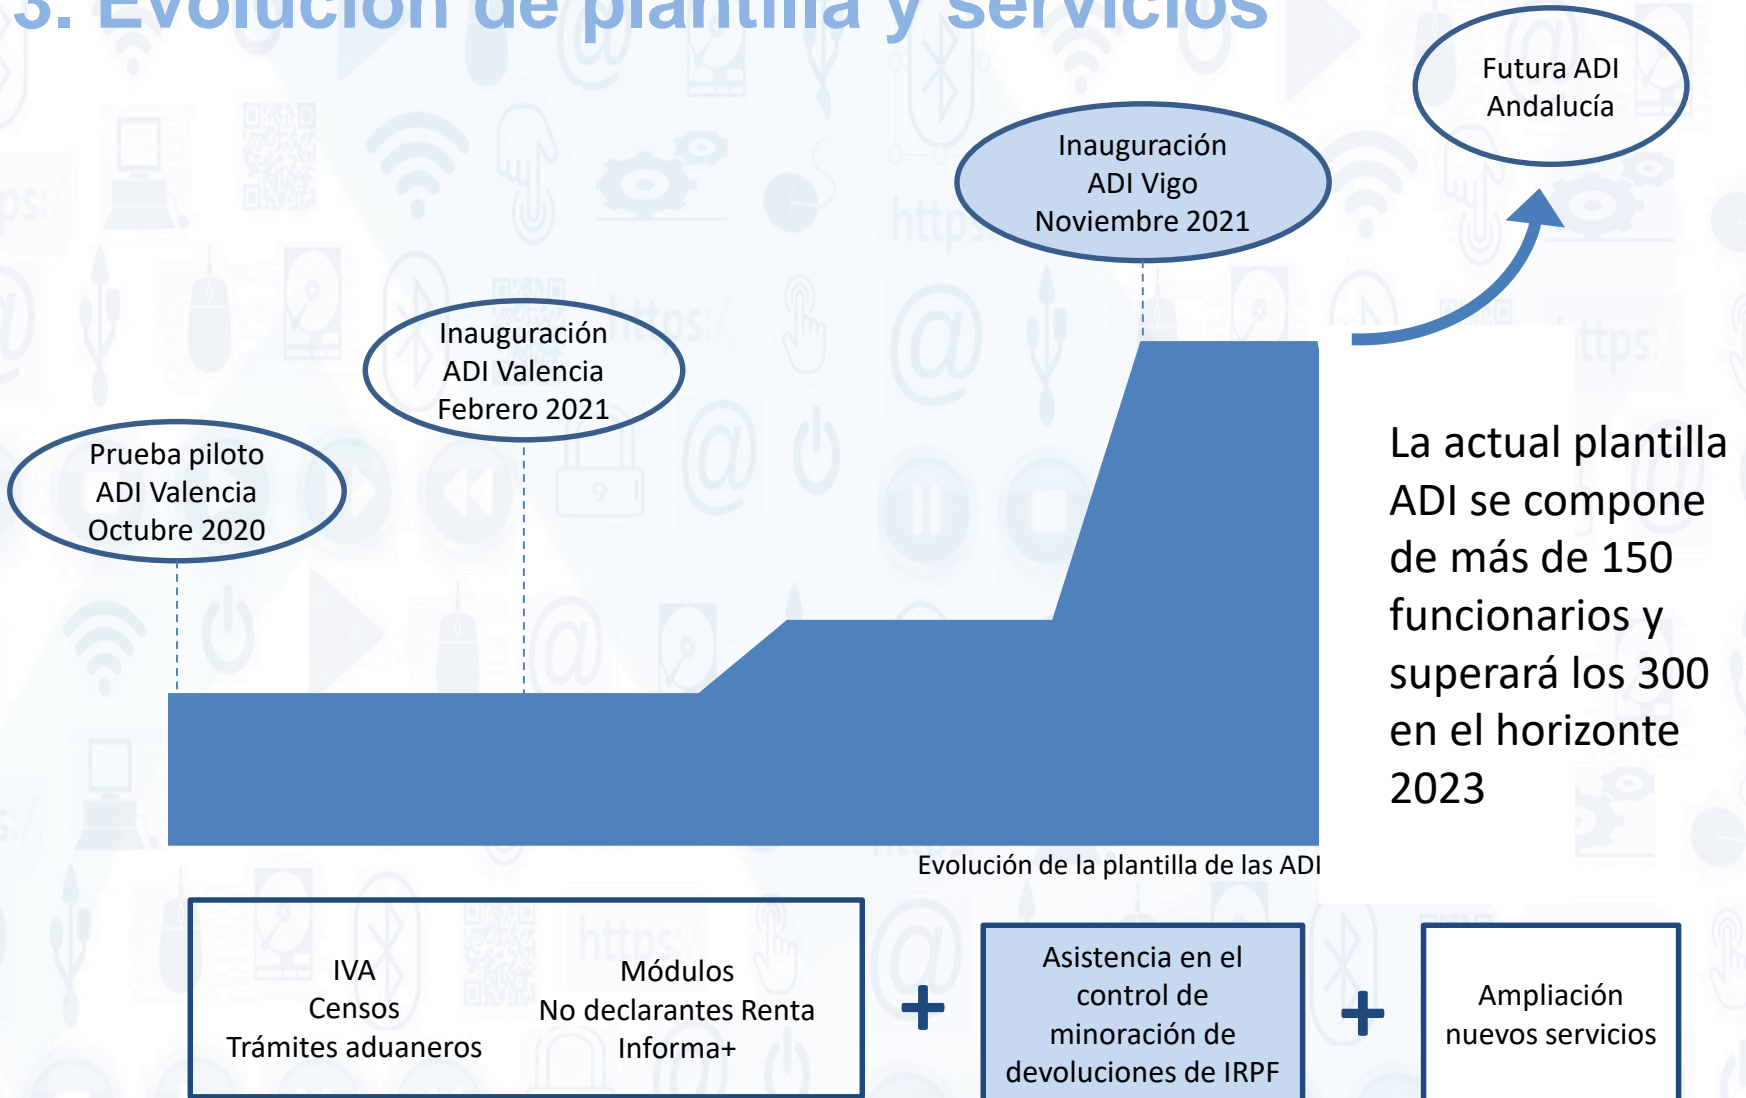 3. Evolución de plantilla y servicios
Futura ADI
Andalucía
Inauguración
ADI Vigo
Noviembre 2021
Inauguración
ADI Valencia
Febrero 2021
Prueba piloto
ADI Valencia
Octubre 2020
La actual plantilla
ADI se compone
de más de 150
funcionarios y
superará los 300
en el horizonte
2023
Evolución de la plantilla de las ADI
IVA
Censos
Trámites aduaneros
Módulos
No declarantes Renta
Informa+
+
Asistencia en el
control de
minoración de
devoluciones de IRPF
+
Ampliación
nuevos servicios